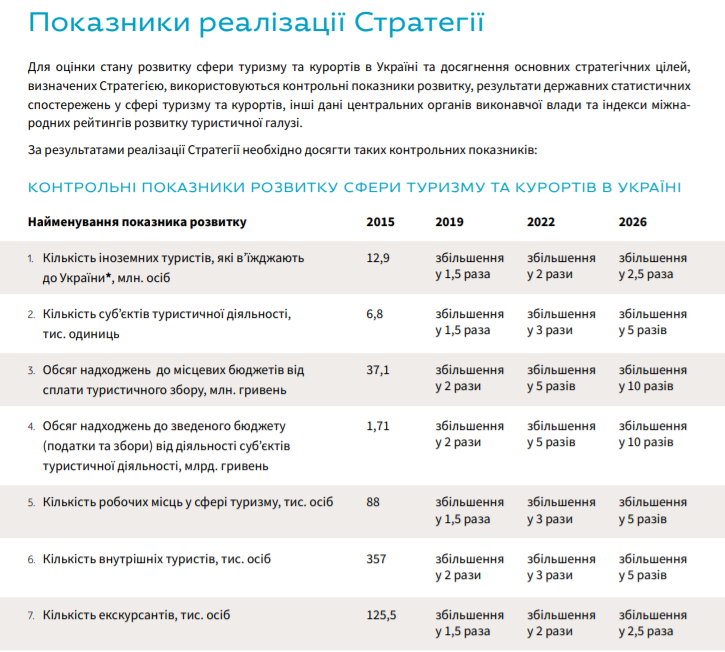 Показники реалізації Стратегії
Для оцінки стану розвитку сфери туризму та курортів в Україні та досягнення основних стратегічних цілей,
визначених Стратегією, використовуються контрольні показники розвитку, результати державних статистичних
спостережень у сфері туризму та курортів, інші дані центральних органів виконавчої влади та індекси міжна-
родних рейтингів розвитку туристичної галузі.
За результатами реалізації Стратегії необхідно досягти таких контрольних показників:
КОНТРОЛЬНІ ПОКАЗНИКИ РОЗВИТКУ СФЕРИ ТУРИЗМУ ТА КУРОРТІВ В УКРАЇНІ
Найменування показника розвитку 2015 2019 2022 2026
1. Кількість іноземних туристів, які в’їжджають 12,9 збільшення збільшення збільшення
до України*, млн. осіб у 1,5 раза у 2 рази у 2,5 раза
2. Кількість суб’єктів туристичної діяльності, 6,8 збільшення збільшення збільшення
тис. одиниць у 1,5 раза у 3 рази у 5 разів
3. Обсяг надходжень до місцевих бюджетів від 37,1 збільшення збільшення збільшення
сплати туристичного збору, млн. гривень у 2 рази у 5 разів у 10 разів
4. Обсяг надходжень до зведеного бюджету 1,71 збільшення збільшення збільшення
(податки та збори) від діяльності суб’єктів у 2 рази у 5 разів у 10 разів
туристичної діяльності, млрд. гривень
5. Кількість робочих місць у сфері туризму, тис. осіб 88 збільшення збільшення збільшення
у 1,5 раза у 3 рази у 5 разів
6. Кількість внутрішніх туристів, тис. осіб 357 збільшення збільшення збільшення
у 2 рази у 3 рази у 5 разів
7. Кількість екскурсантів, тис. осіб 125,5 збільшення збільшення збільшення
у 1,5 раза у 2 рази у 2,5 раза